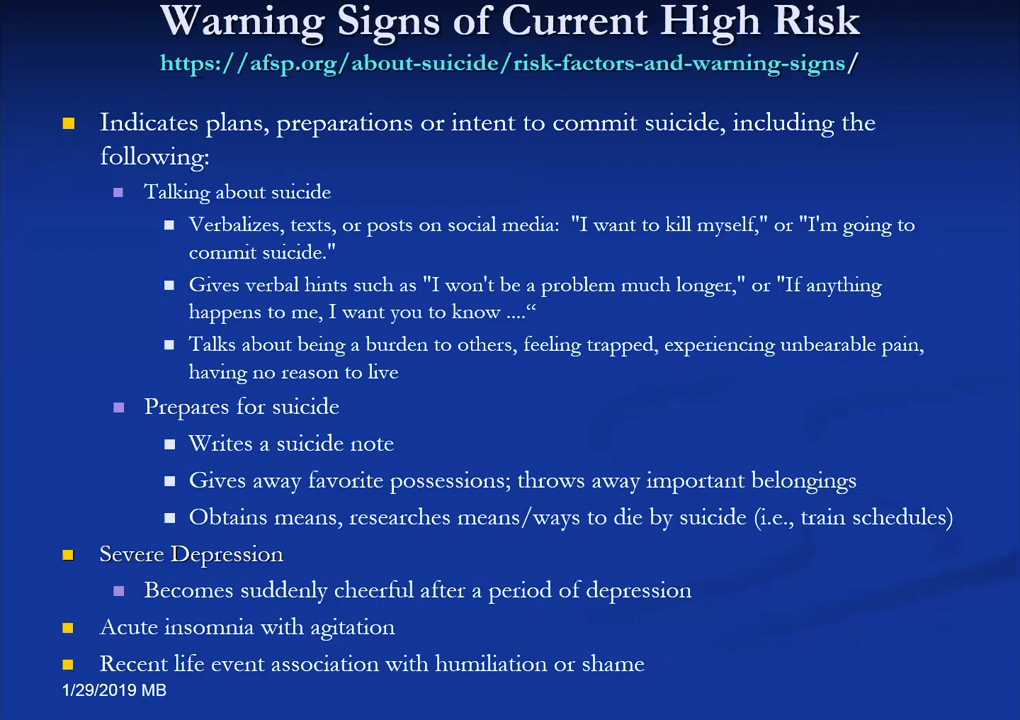 Warning Signs of Current High Risk
https://afsp.org/about-suicide/risk-factors-and-warning-signs/
Indicates plans, preparations or intent to commit suicide, including the
following:
Talking about suicide
Verbalizes, texts, or posts on social media:  "I want to kill myself," or "I'm going to
commit suicide."
Gives verbal hints such as "I won't be a problem much longer," or "If anything
happens to me, I want you to know ....“
Talks about being a burden to others, feeling trapped, experiencing unbearable pain,
having no reason to live
Prepares for suicide
Writes a suicide note
Gives away favorite possessions; throws away important belongings
Obtains means, researches means/ways to die by suicide (i.e., train schedules)
Severe Depression
Becomes suddenly cheerful after a period of depression
Acute insomnia with agitation
Recent life event association with humiliation or shame
1/29/2019 MB